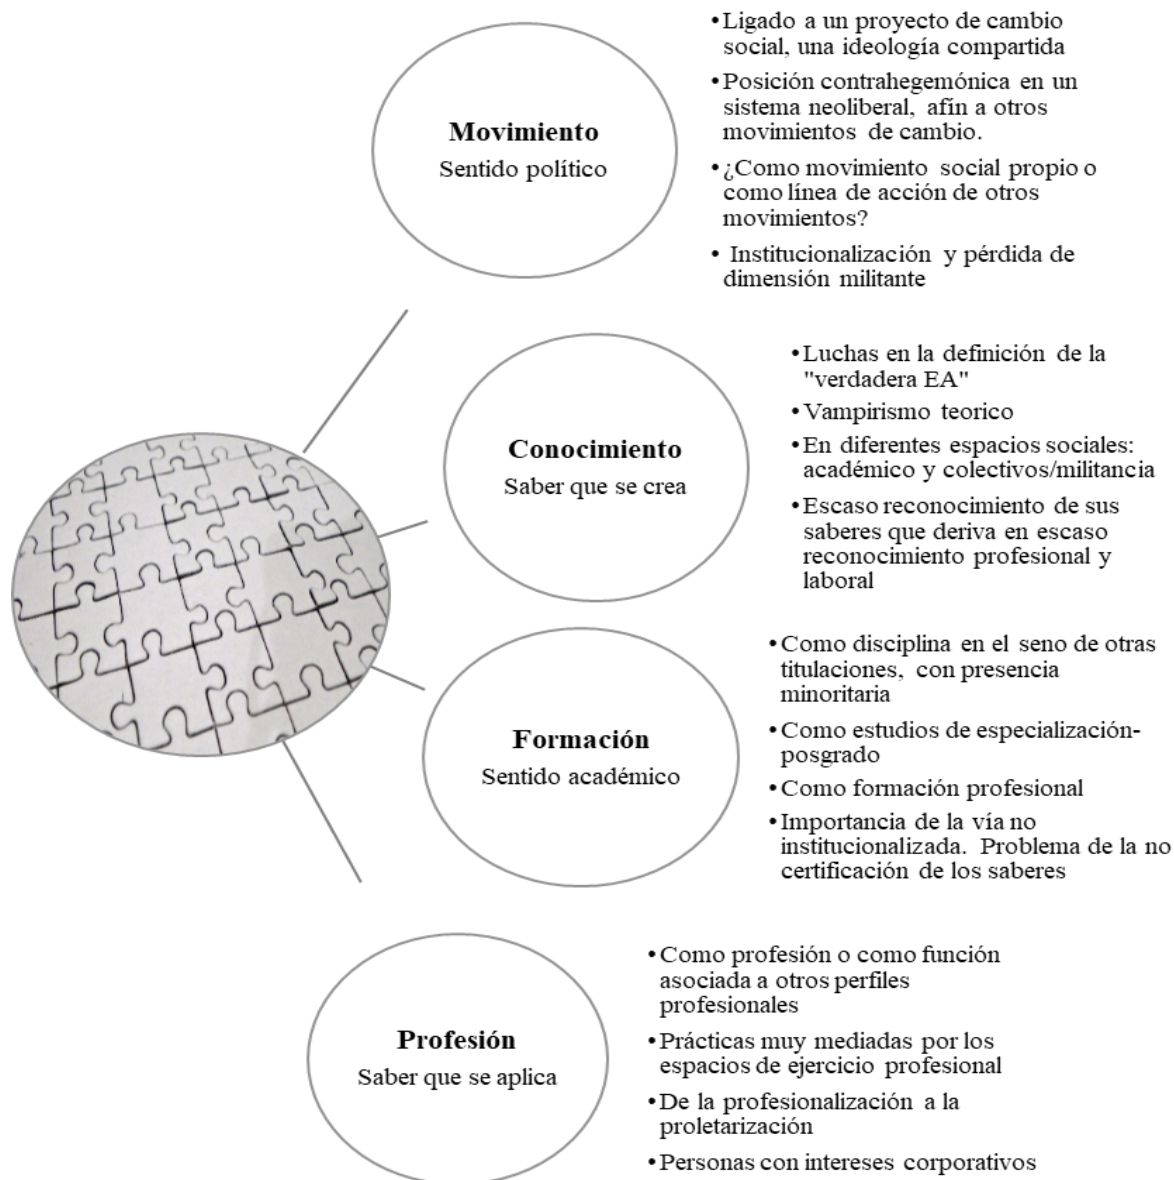 Movimiento
Sentido político
•Ligado a un proyecto de cambio
social, una ideología compartida
•Posición contrahegemónica en un
sistema neoliberal, afín a otros
movimientos de cambio.
•¿Como movimiento social propio o
como línea de acción de otros
movimientos?
• Institucionalización y pérdida de
dimensión militante
Conocimiento
Saber que se crea
•Luchas en la definición de la
"verdadera EA"
•Vampirismo teorico
•En diferentes espacios sociales:
académico y colectivos/militancia
•Escaso reconocimiento de sus
saberes que deriva en escaso
reconocimiento profesional y
laboral
Formación
Sentido académico
•Como disciplina en el seno de otras
titulaciones, con presencia
minoritaria
•Como estudios de especialización-
posgrado
•Como formación profesional
•Importancia de la vía no
institucionalizada. Problema de la no
certificación de los saberes
Profesión
Saber que se aplica
•Como profesión o como función
asociada a otros perfiles
profesionales
•Prácticas muy mediadas por los
espacios de ejercicio profesional
•De la profesionalización a la
proletarización
•Personas con intereses corporativos